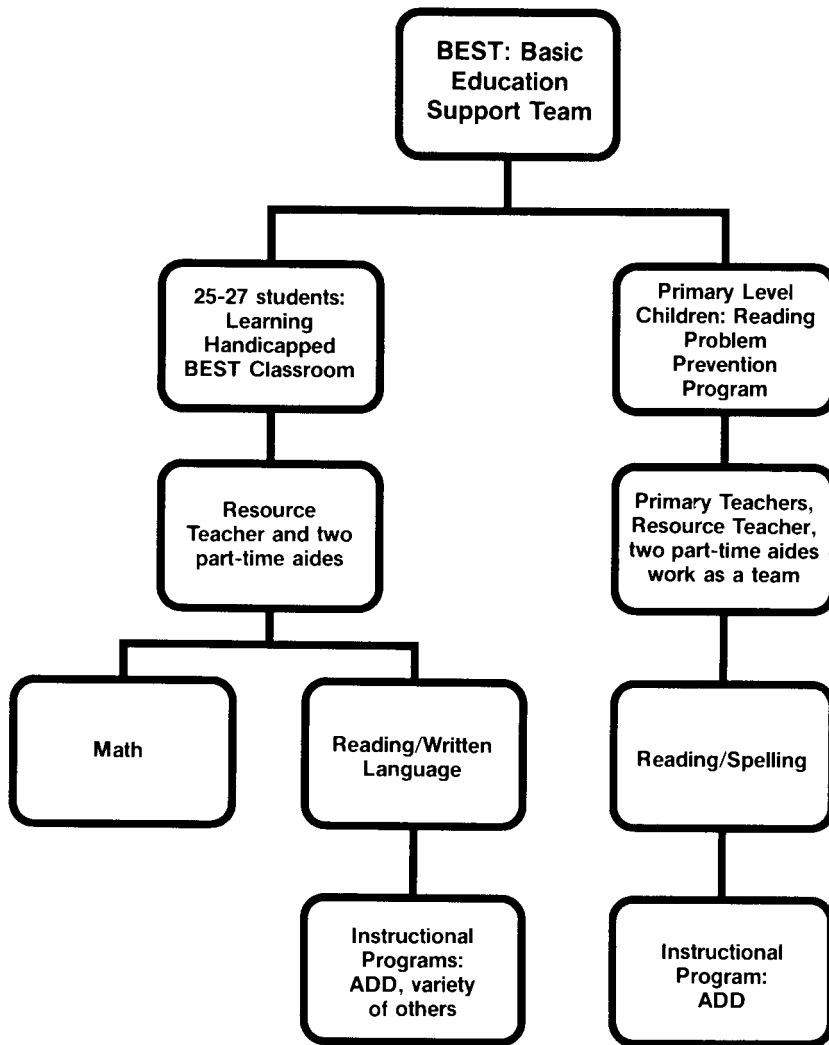 BEST: Basic
Education
Support Team
25-27 students:
Learning
Handicapped
BEST Classroom
Primary Level
Children: Reading
Problem
Prevention
Program
Resource
Teacher and two
part-time aides
Primary Teachers,
Resource Teacher,
two part-time aides
work as a team
Math
Reading/Written
Language
Reading/Spelling
Instructional
Programs:
ADD, variety
of others
Instructional
Program:
ADD